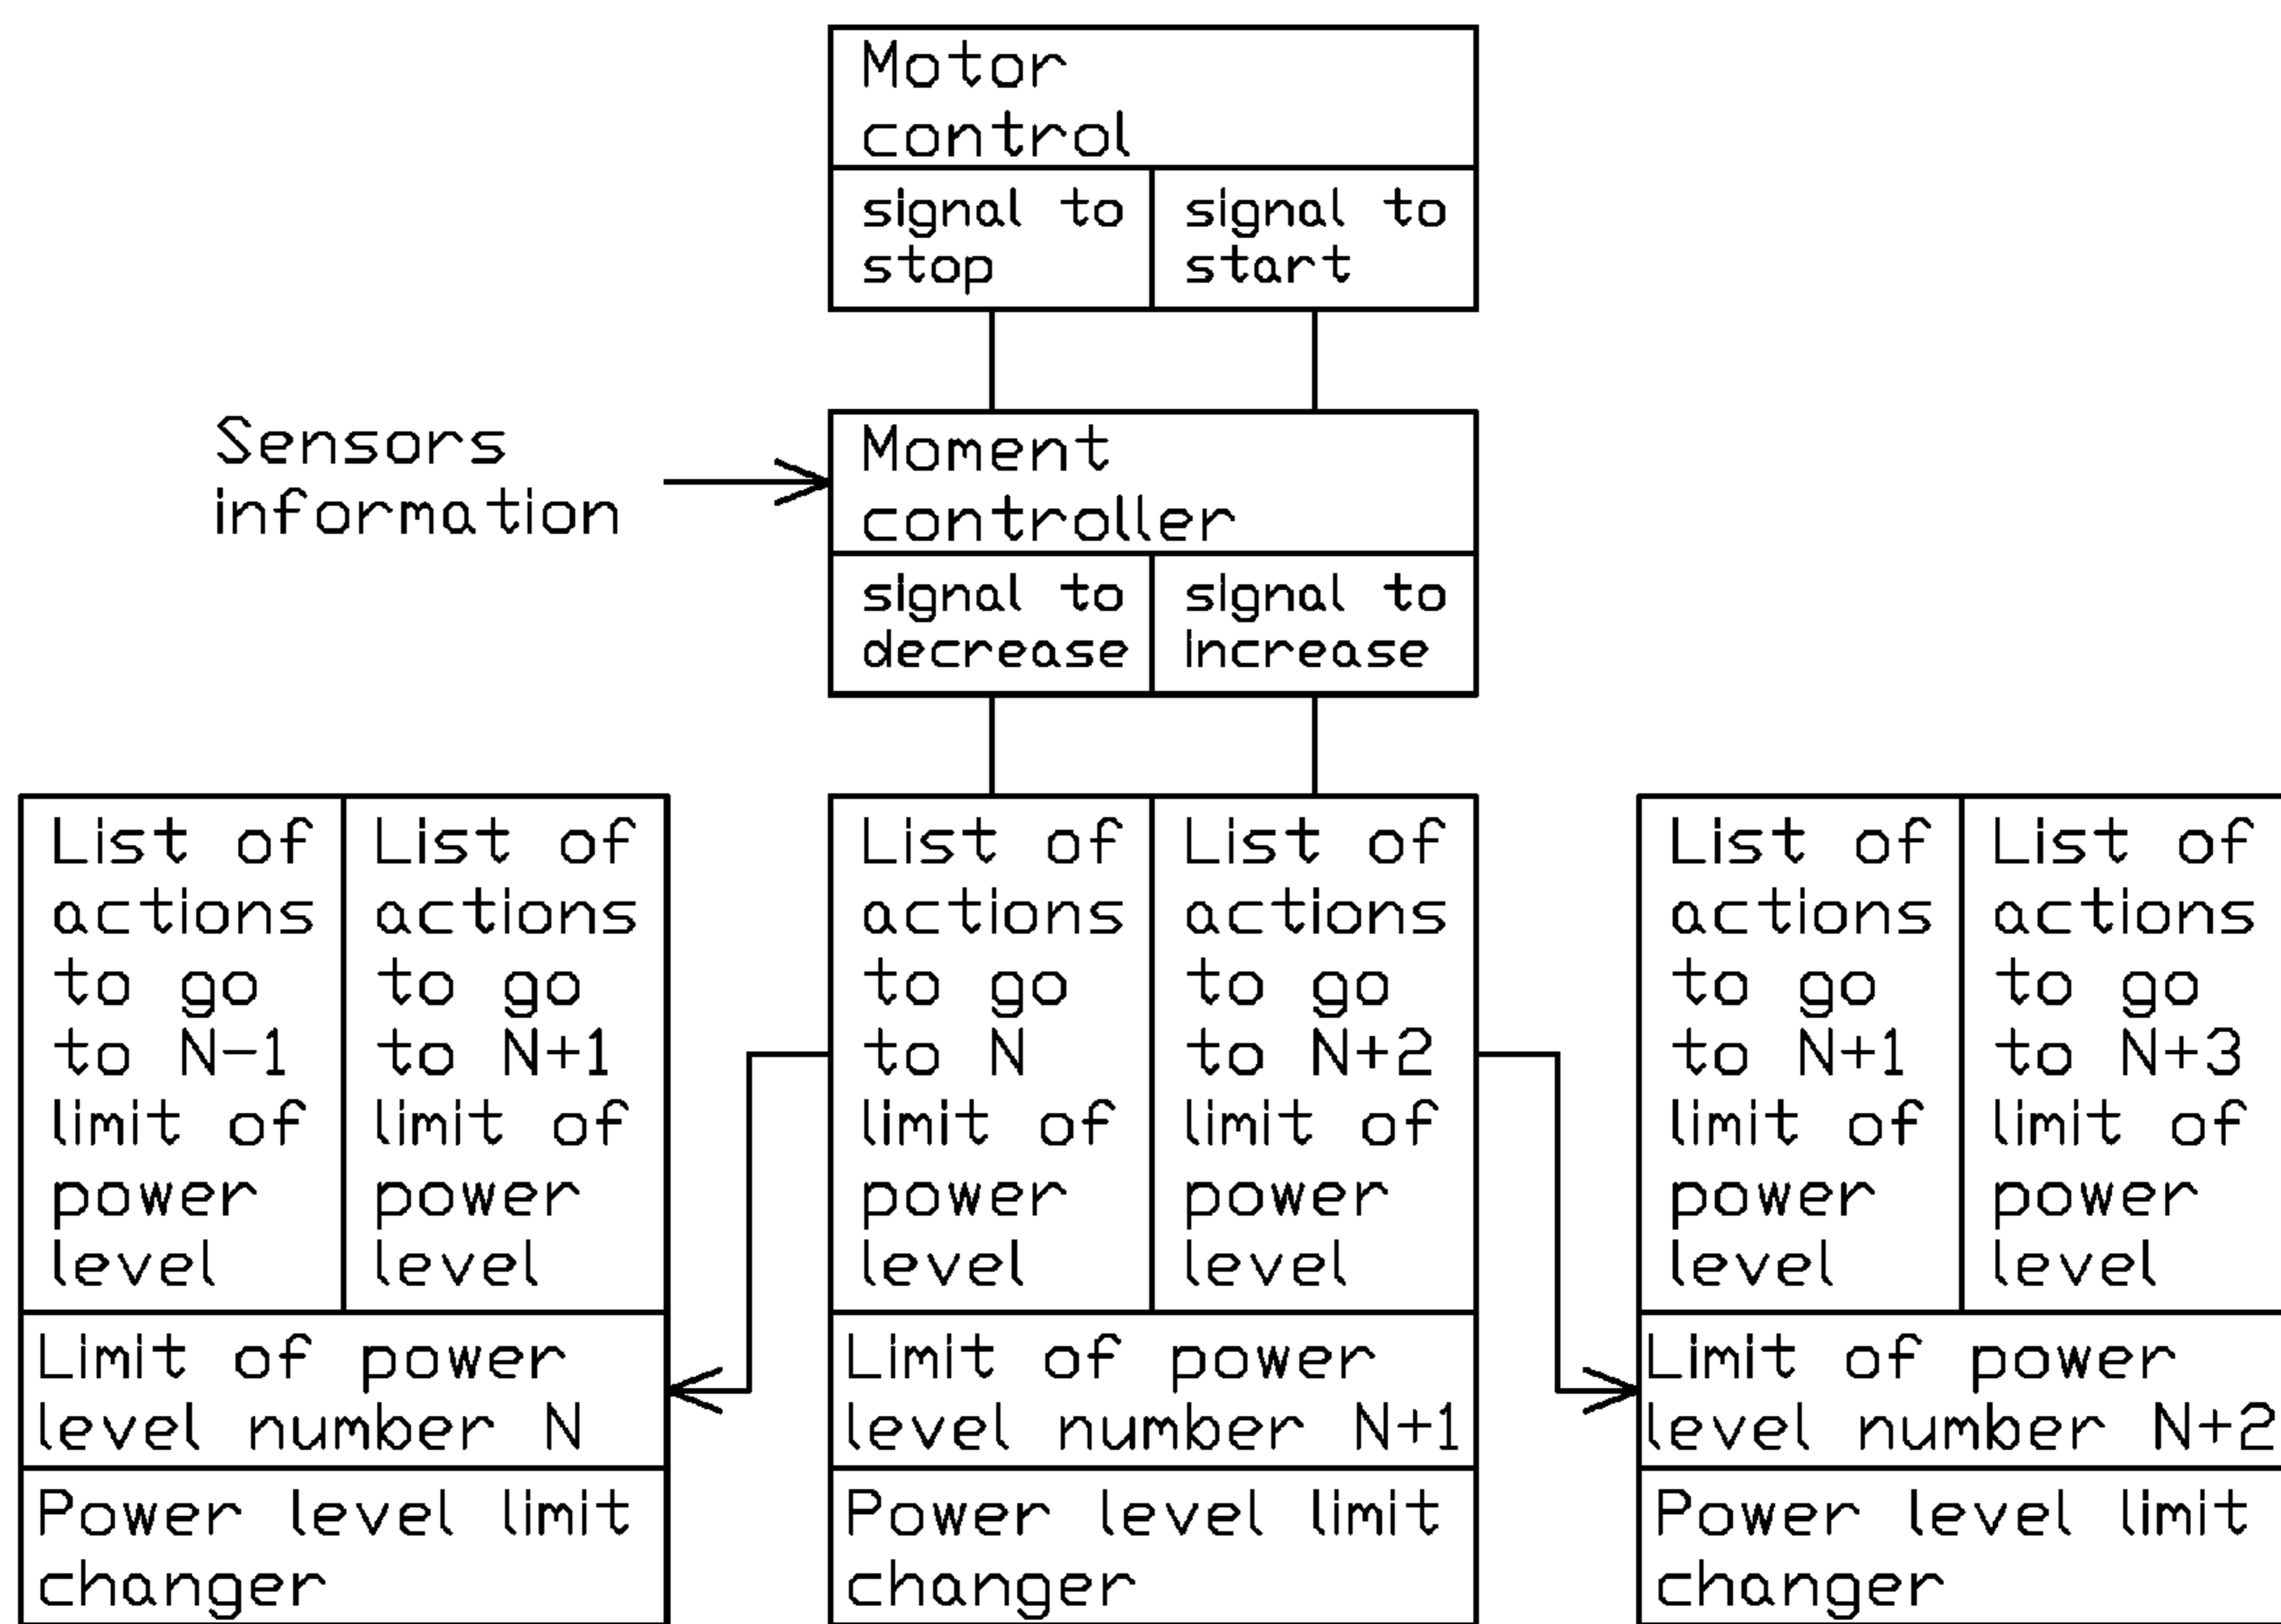 Motor
control
signal to
stop
signal to
start
Sensors
information
Moment
controller
signal to
decrease
signal to
increase
List of
actions
to go
to N-1
limit of
power
level
List of
actions
to go
to N+1
limit of
power
level
Limit of power
level number N
Power level limit
changer
List of
actions
to go
to N
limit of
power
level
List of
actions
to go
to N+2
limit of
power
level
Limit of power
level number N+1
Power level limit
changer
List of
actions
to go
to N+1
limit of
power
level
List of
actions
to go
to N+3
limit of
power
level
Limit of power
level number N+2
Power level limit
changer